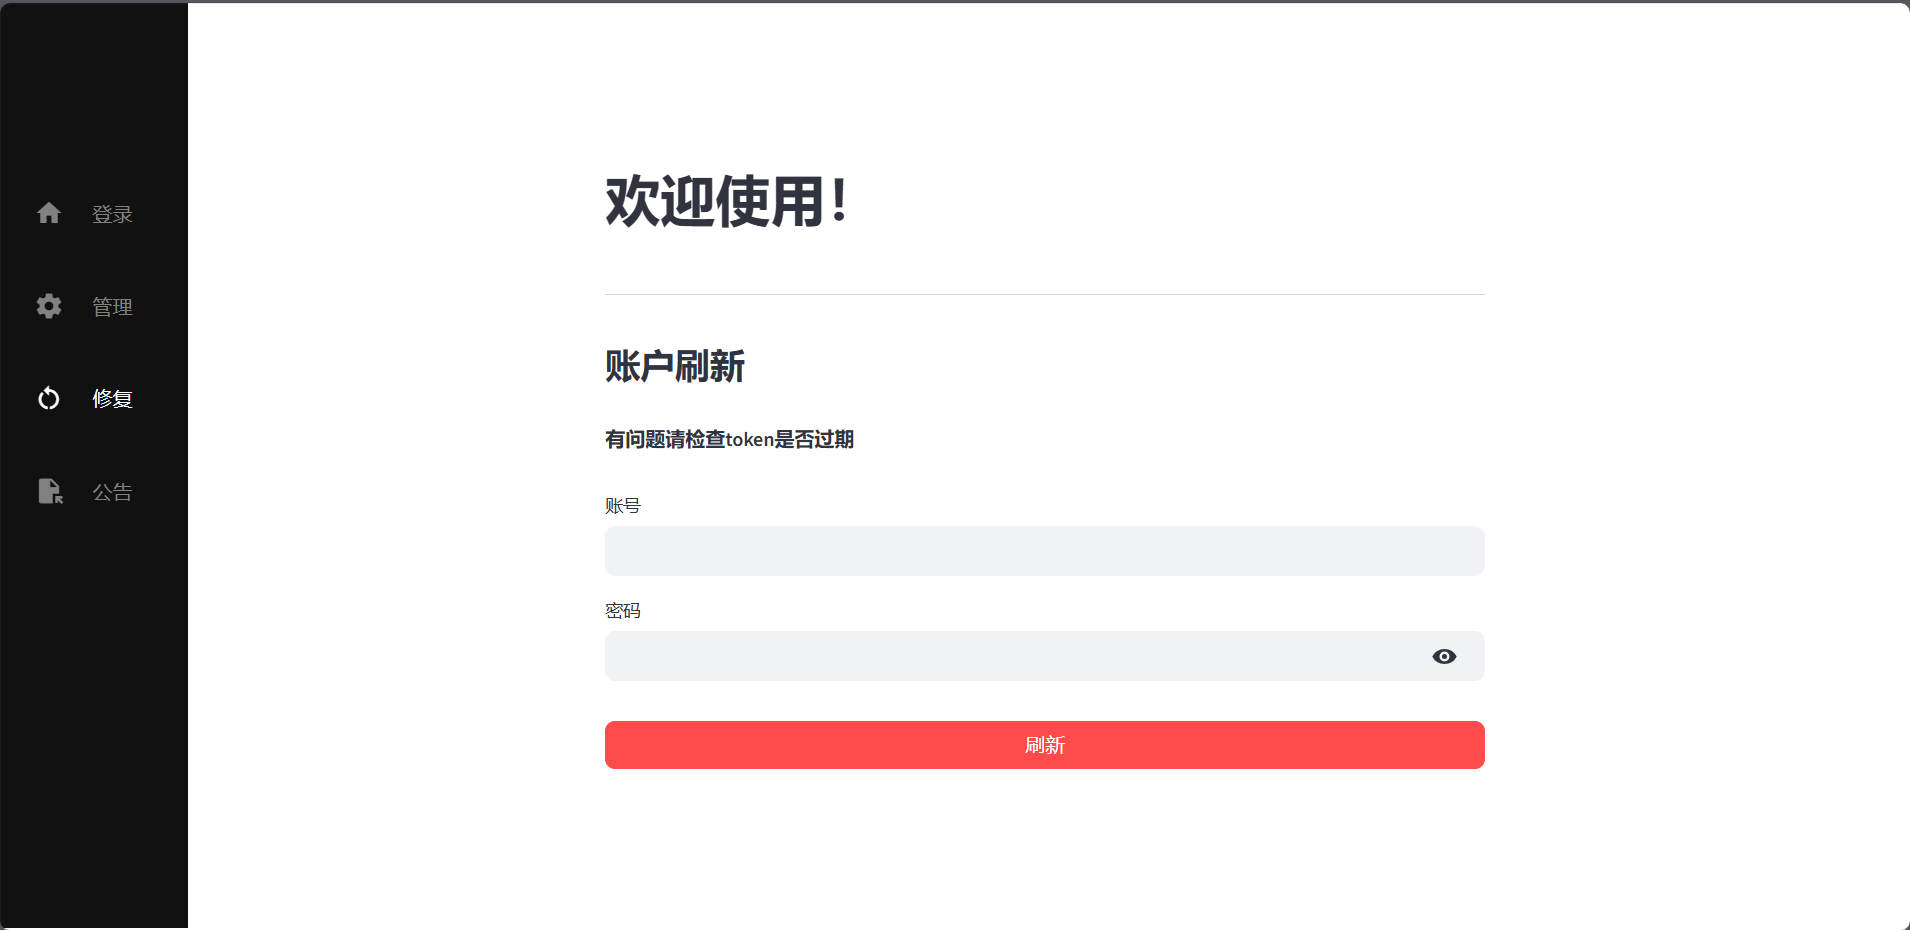 登录
管理
修复
公告
欢迎使用！
账户刷新
有问题请检查token是否过期
账号
密码
刷新